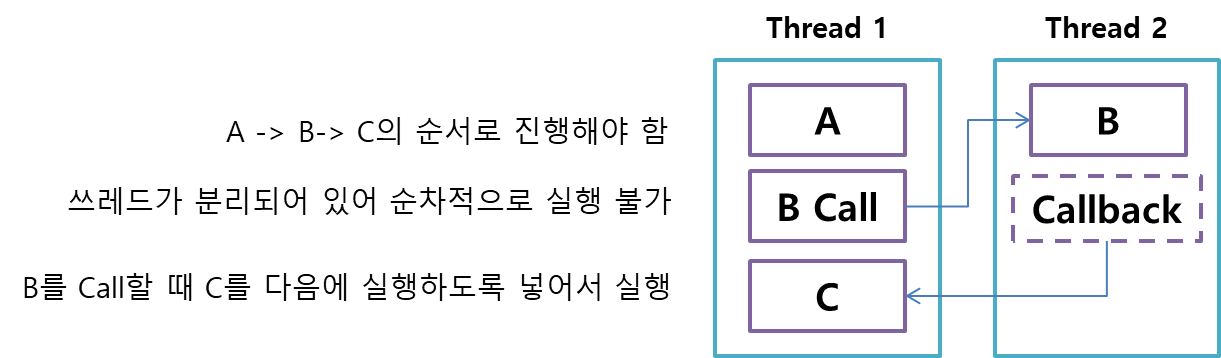 A -> B-> C의 순서로 진행해야 함
쓰레드가 분리되어 있어 순차적으로 실행 불가
B를 Call할 때 C를 다음에 실행하도록 넣어서 실행
Thread 1
A
B Call
C
Thread 2
B
Callback